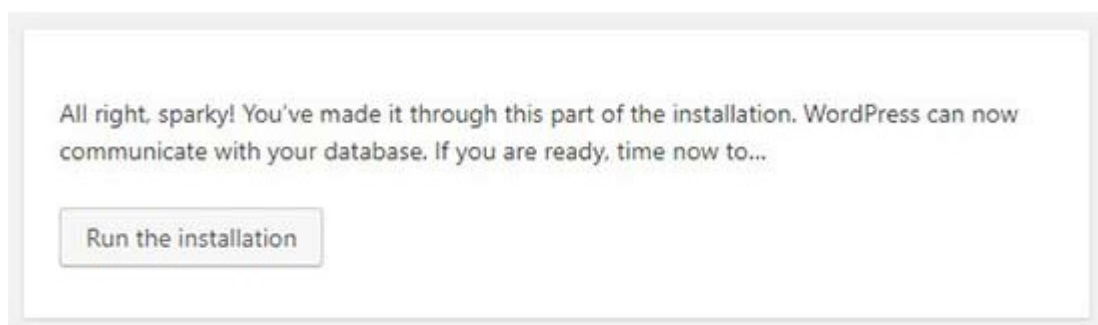 All right, sparky! You've made it through this part of the installation. WordPress can now
communicate with your database. If you are ready, time now to...
Run the installation